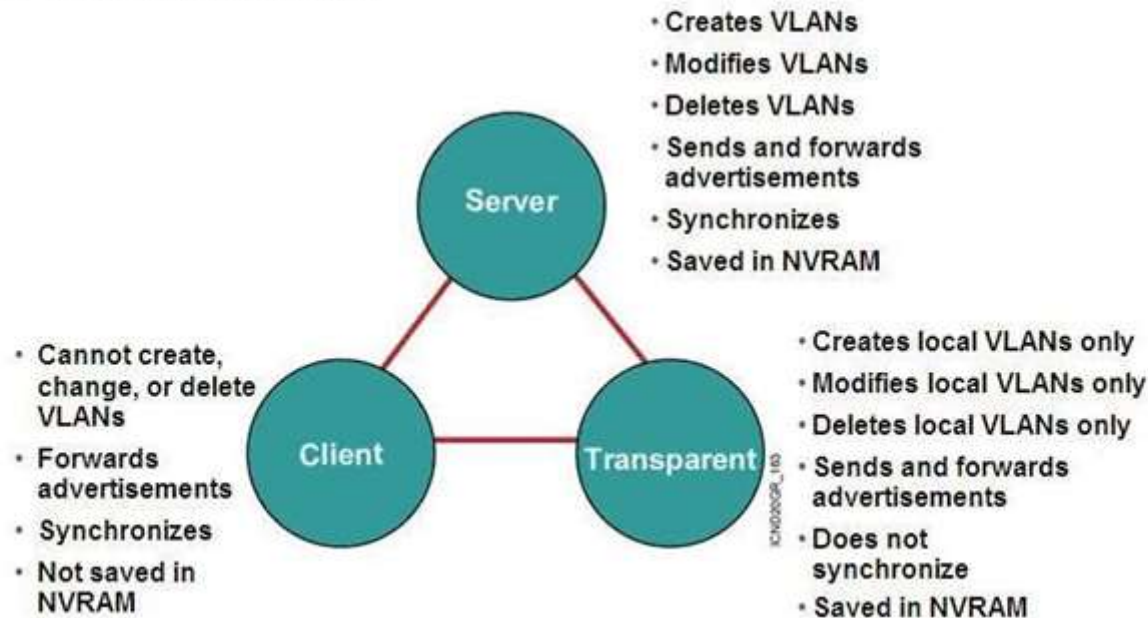 • Creates VLANs
• Modifies VLANs
• Deletes VLANs
• Sends and forwards
advertisements
• Synchronizes
• Saved in NVRAM
Server
• Cannot create,
change, or delete
VLANs
• Forwards
advertisements
• Synchronizes
• Not saved in
NVRAM
Client
Transparent
ICND20GR_163
• Creates local VLANs only
• Modifies local VLANs only
• Deletes local VLANs only
• Sends and forwards
advertisements
• Does not
synchronize
• Saved in NVRAM